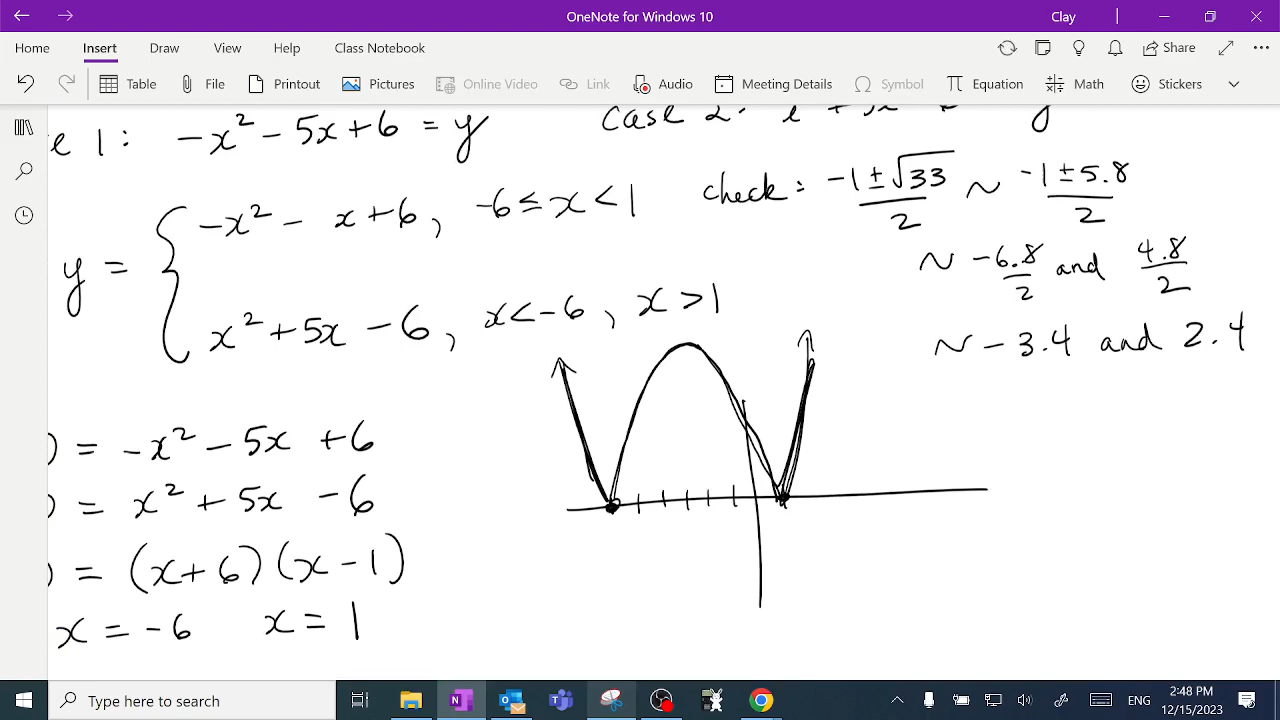 OneNote for Windows 10
Clay
Home Insert Draw View Help Class Notebook
Share
Table File Printout Pictures Online Video Link Audio Meeting Details Symbol Equation Math Stickers
e 1: -x² - 5x + 6 = y
Case 2:
y = { -x² - x + 6, -6 ≤ x < 1
x² + 5x - 6, x < -6, x > 1
check: (-1 ± √33)/2 ~ (-1 ± 5.8)/2
~ -6.8/2 and 4.8/2
~ -3.4 and 2.4
= -x² - 5x + 6
= x² + 5x - 6
= (x + 6)(x - 1)
x = -6 x = 1
Type here to search
ENG
2:48 PM
12/15/2023